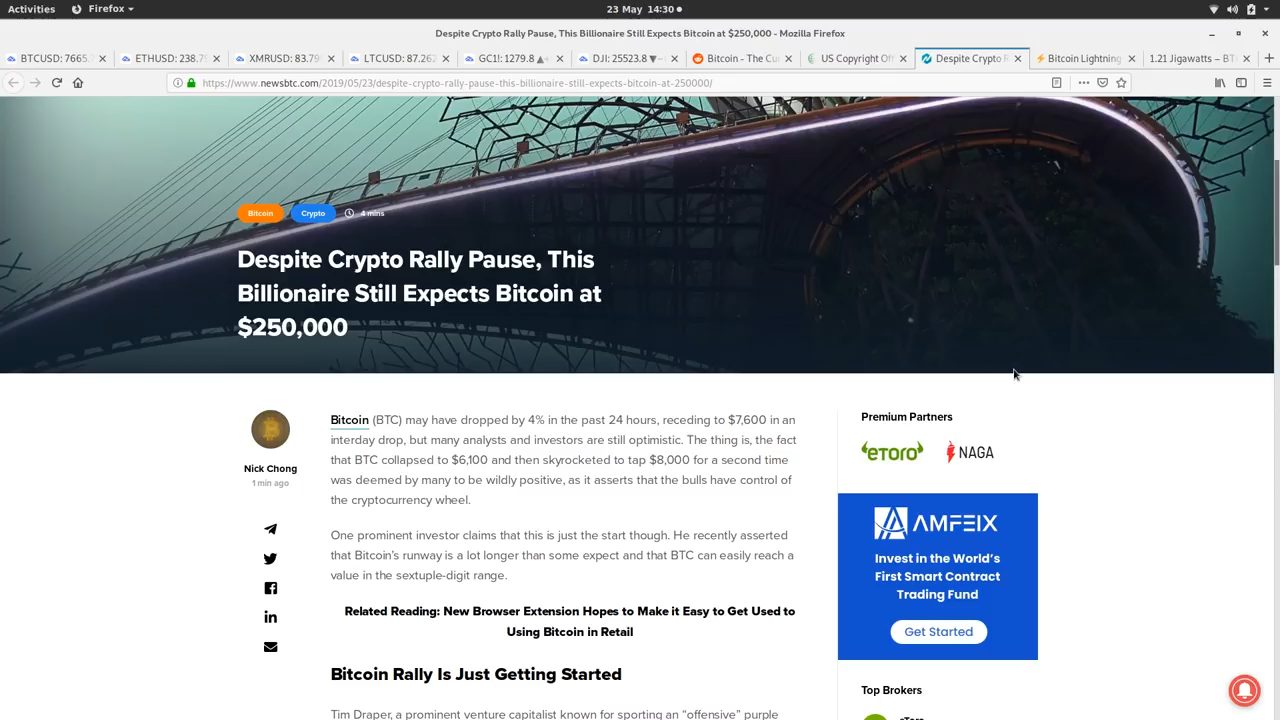 Activities Firefox 23 May 14:30
Despite Crypto Rally Pause, This Billionaire Still Expects Bitcoin at $250,000 - Mozilla Firefox
BTCUSD: 7665. ETHUSD: 238.7 XMRUSD: 83.79 LTCUSD: 87.262 GC1!: 1279.8 ▲ DJI: 25523.8 ▼ Bitcoin - The Cu US Copyright Of Despite Crypto R Bitcoin Lightning 1.21 Jigawatts – BT
https://www.newsbtc.com/2019/05/23/despite-crypto-rally-pause-this-billionaire-still-expects-bitcoin-at-250000/
Bitcoin Crypto 4 mins
Despite Crypto Rally Pause, This
Billionaire Still Expects Bitcoin at
$250,000
Nick Chong
1 min ago
Bitcoin (BTC) may have dropped by 4% in the past 24 hours, receding to $7,600 in an
interday drop, but many analysts and investors are still optimistic. The thing is, the fact
that BTC collapsed to $6,100 and then skyrocketed to tap $8,000 for a second time
was deemed by many to be wildly positive, as it asserts that the bulls have control of
the cryptocurrency wheel.
One prominent investor claims that this is just the start though. He recently asserted
that Bitcoin's runway is a lot longer than some expect and that BTC can easily reach a
value in the sextuple-digit range.
Related Reading: New Browser Extension Hopes to Make it Easy to Get Used to
Using Bitcoin in Retail
Bitcoin Rally Is Just Getting Started
Tim Draper, a prominent venture capitalist known for sporting an “offensive” purple
Premium Partners
eToro NAGA
AMFEIX
Invest in the World's
First Smart Contract
Trading Fund
Get Started
Top Brokers
eToro